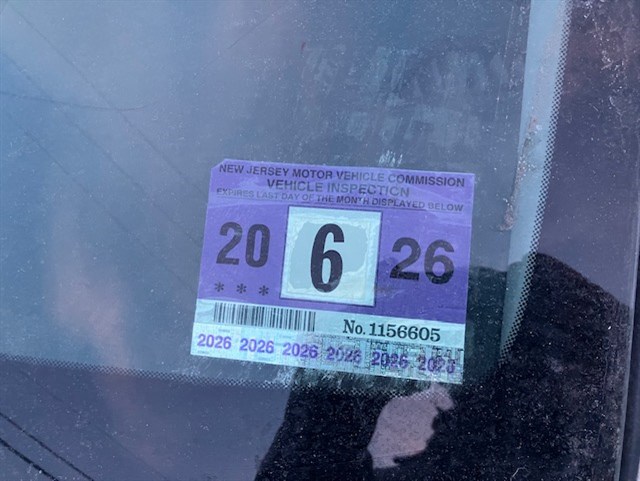 NEW JERSEY MOTOR VEHICLE COMMISSION
VEHICLE INSPECTION
EXPIRES LAST DAY OF THE MONTH DISPLAYED BELOW
20 6 26
* * *
No. 1156605
2026 2026 2026 2026 2026 2026